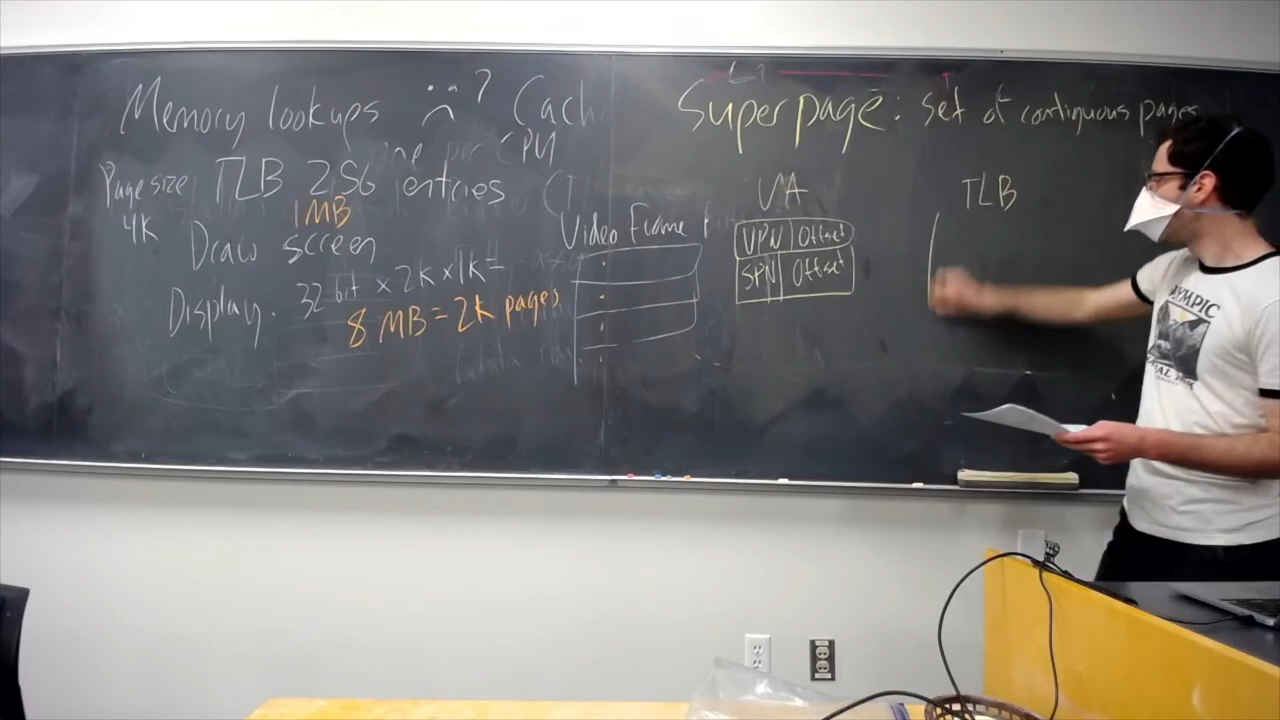 Memory lookups ? Cach
one per CPU
Page size TLB 256 entries
4K 1MB
Draw screen
Display. 32 bit × 2K × 1K =
8 MB = 2K pages
Video Frame
Superpage: set of contiguous pages
VA
VPN Offset
SPN Offset
TLB
OLYMPIC